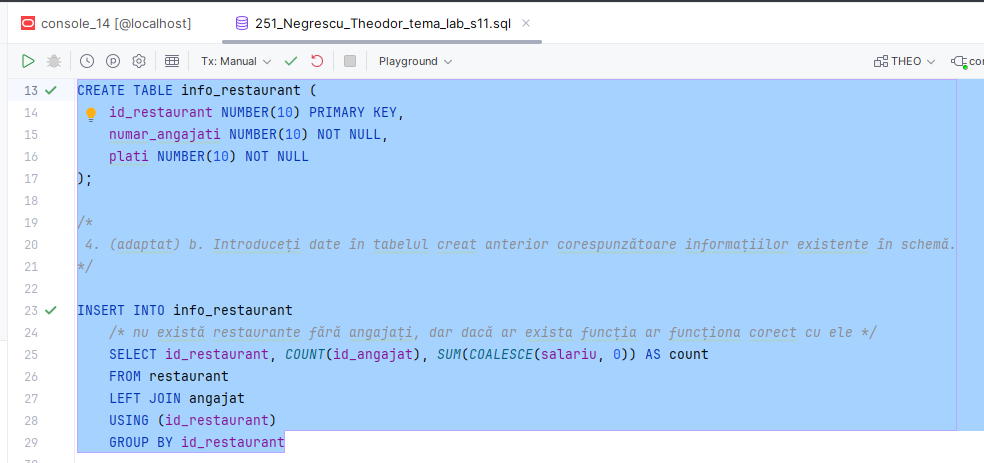 console_14 [@localhost]
251_Negrescu_Theodor_tema_lab_s11.sql
Tx: Manual
Playground
THEO
con
13 CREATE TABLE info_restaurant (
14 id_restaurant NUMBER(10) PRIMARY KEY,
15 numar_angajati NUMBER(10) NOT NULL,
16 plati NUMBER(10) NOT NULL
17 );
18
19 /*
20 4. (adaptat) b. Introduceți date în tabelul creat anterior corespunzătoare informațiilor existente în schemă.
21 */
22
23 INSERT INTO info_restaurant
24 /* nu există restaurante fără angajați, dar dacă ar exista funcția ar funcționa corect cu ele */
25 SELECT id_restaurant, COUNT(id_angajat), SUM(COALESCE(salariu, 0)) AS count
26 FROM restaurant
27 LEFT JOIN angajat
28 USING (id_restaurant)
29 GROUP BY id_restaurant
30